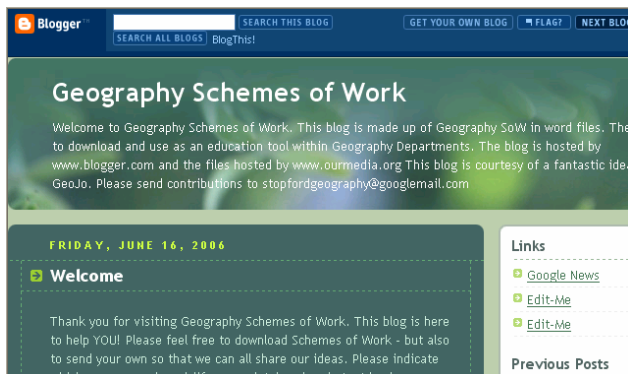 Blogger™
SEARCH THIS BLOG
GET YOUR OWN BLOG
FLAG?
NEXT BLO
SEARCH ALL BLOGS
BlogThis!
Geography Schemes of Work
Welcome to Geography Schemes of Work. This blog is made up of Geography SoW in word files. The
to download and use as an education tool within Geography Departments. The blog is hosted by
www.blogger.com and the files hosted by www.ourmedia.org This blog is courtesy of a fantastic ide
GeoJo. Please send contributions to stopfordgeography@googlemail.com
FRIDAY, JUNE 16, 2006
Welcome
Thank you for visiting Geography Schemes of Work. This blog is here
to help YOU! Please feel free to download Schemes of Work - but also
to send your own so that we can all share our ideas. Please indicate
Links
Google News
Edit-Me
Edit-Me
Previous Posts